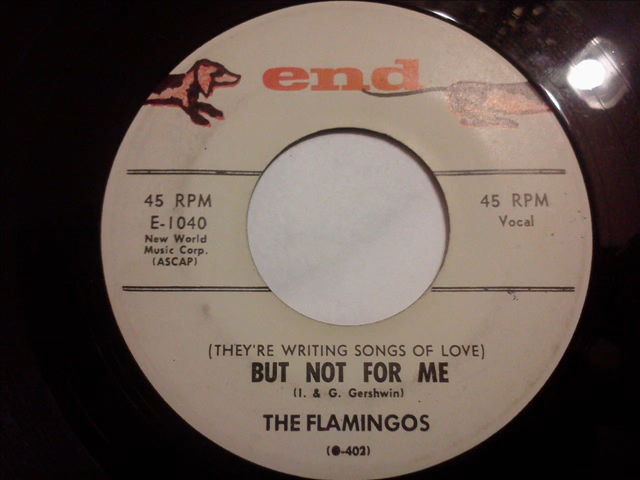 end
45 RPM
E-1040
New World
Music Corp.
(ASCAP)
45 RPM
Vocal
(THEY'RE WRITING SONGS OF LOVE)
BUT NOT FOR ME
(I. & G. Gershwin)
THE FLAMINGOS
(●-402)